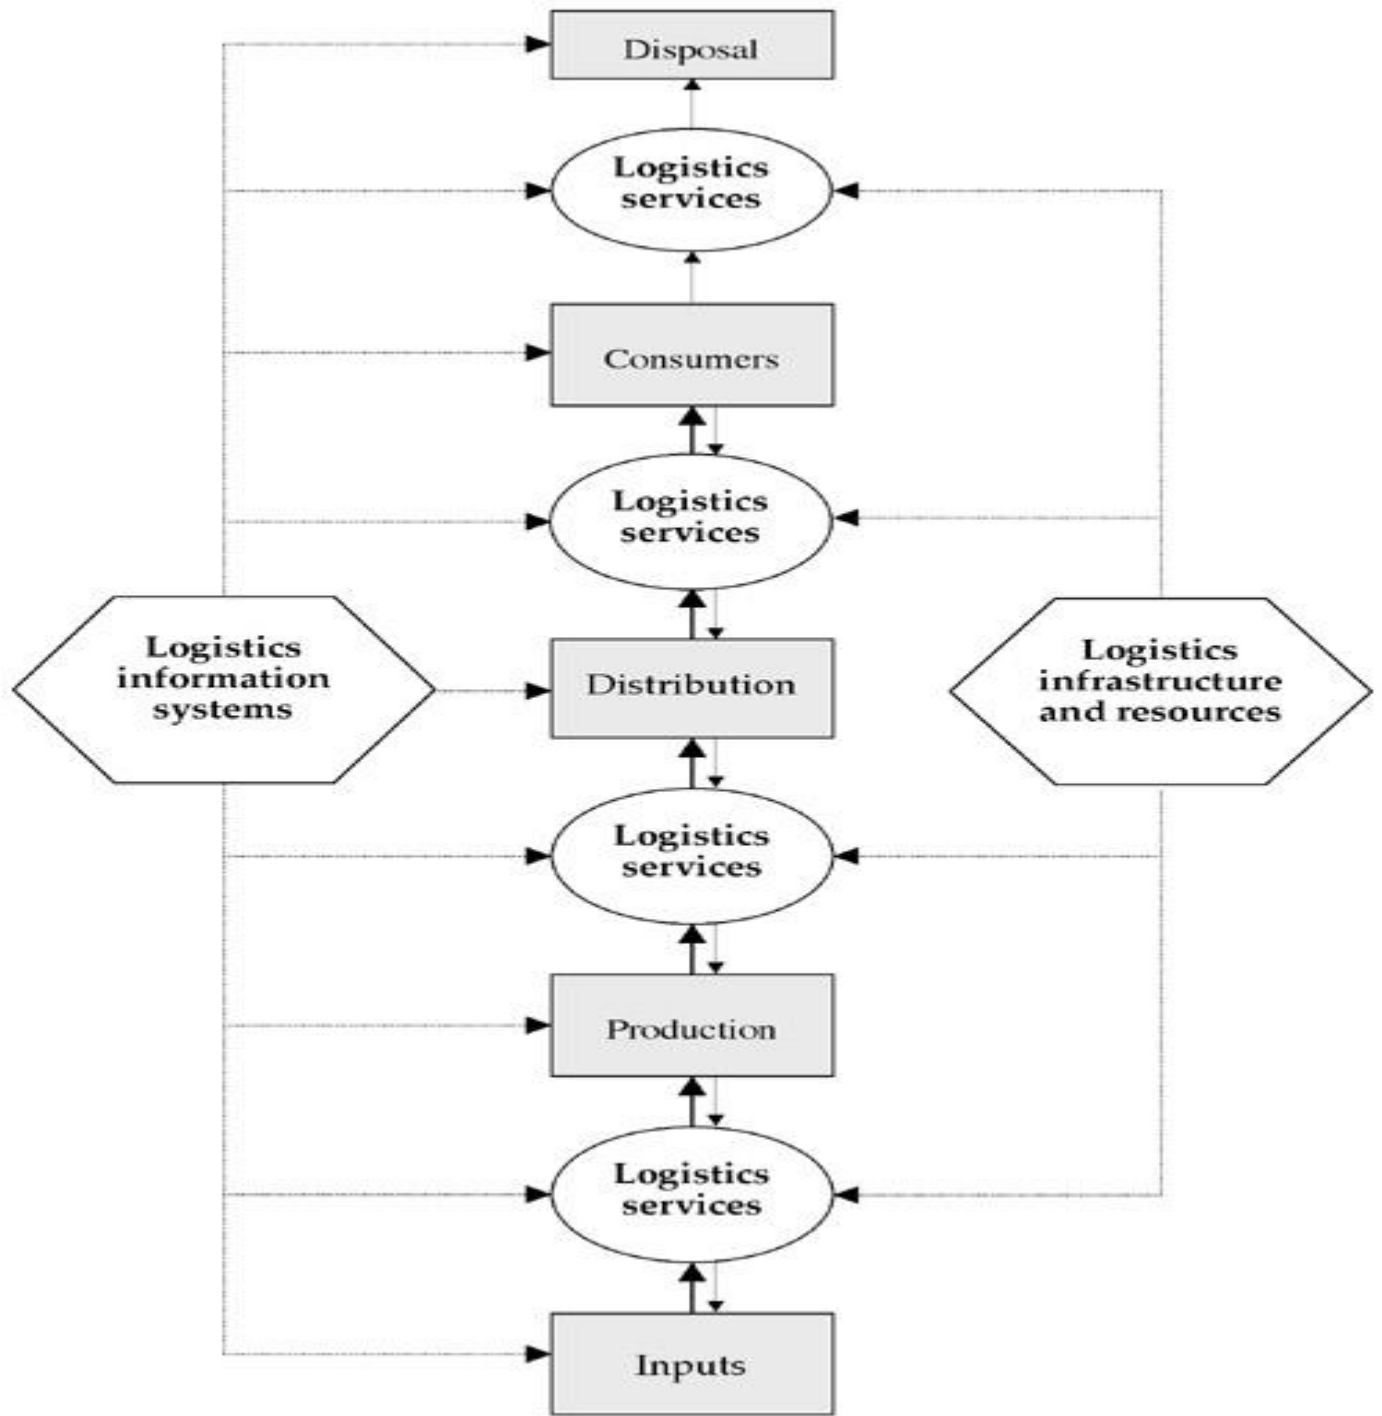 Disposal
Logistics
services
Consumers
Logistics
services
Logistics
information
systems
Distribution
Logistics
infrastructure
and resources
Logistics
services
Production
Logistics
services
Inputs